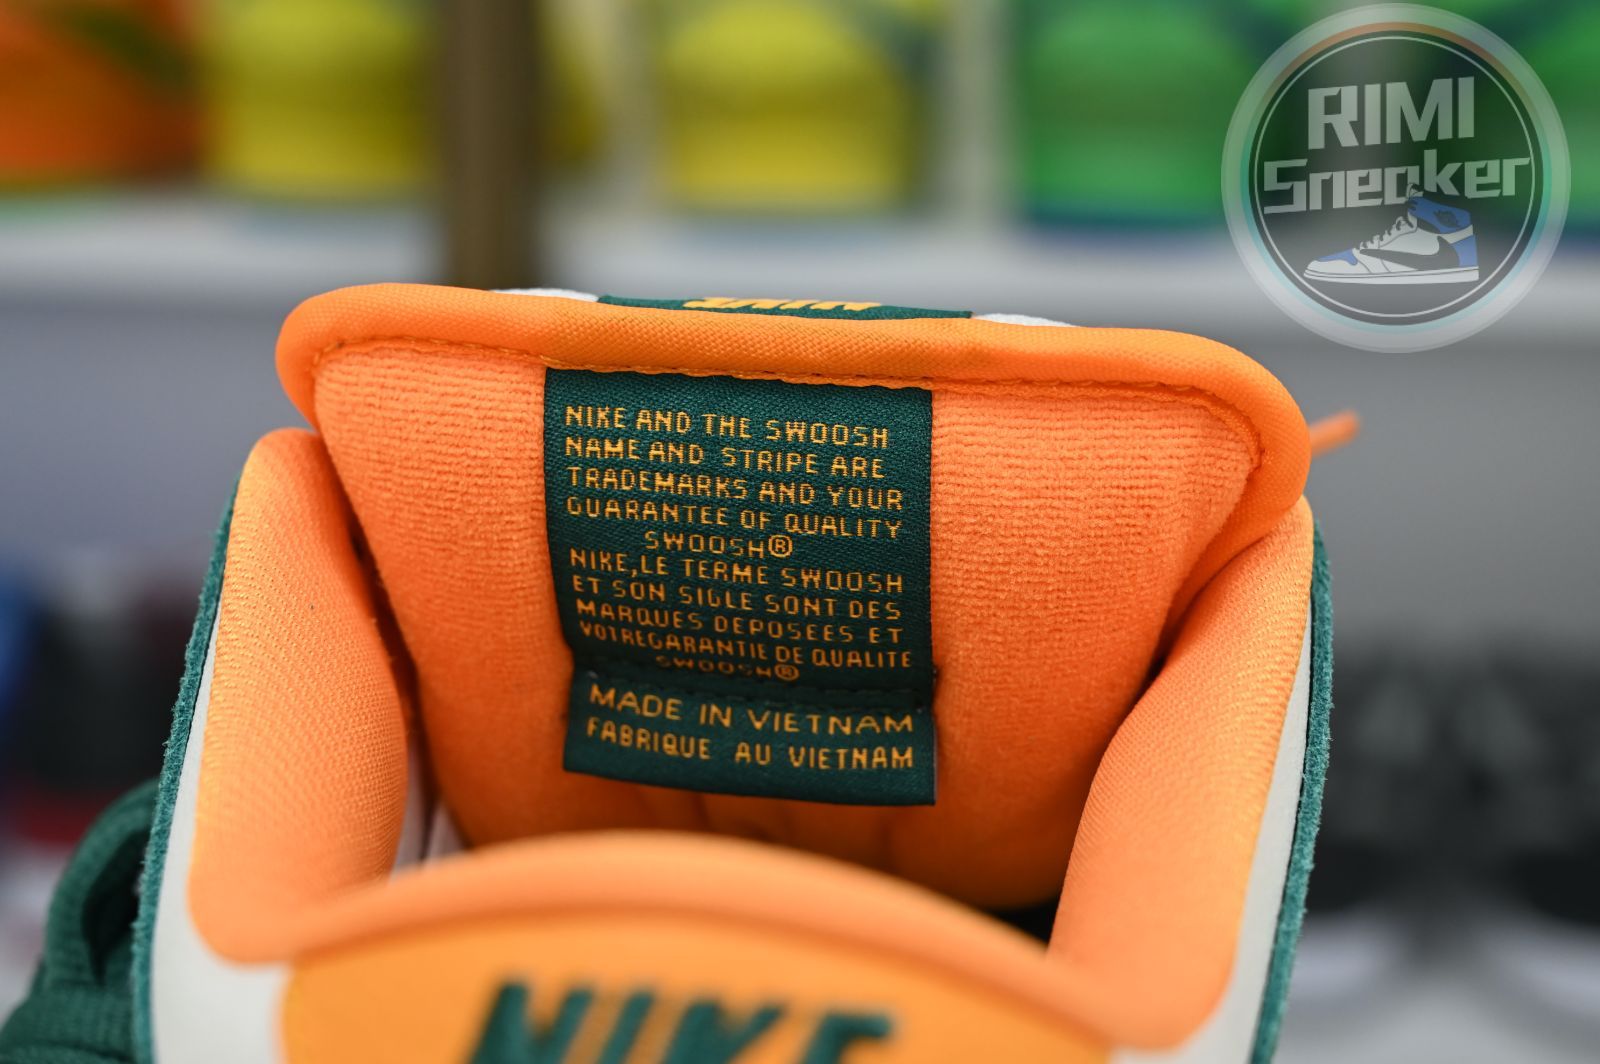 RIMI
Sneaker
NIKE
NIKE AND THE SWOOSH
NAME AND STRIPE ARE
TRADEMARKS AND YOUR
GUARANTEE OF QUALITY
SWOOSH®
NIKE,LE TERME SWOOSH
ET SON SIGLE SONT DES
MARQUES DEPOSEES ET
VOTREGARANTIE DE QUALITE
SWOOSH®
MADE IN VIETNAM
FABRIQUE AU VIETNAM
NIKE